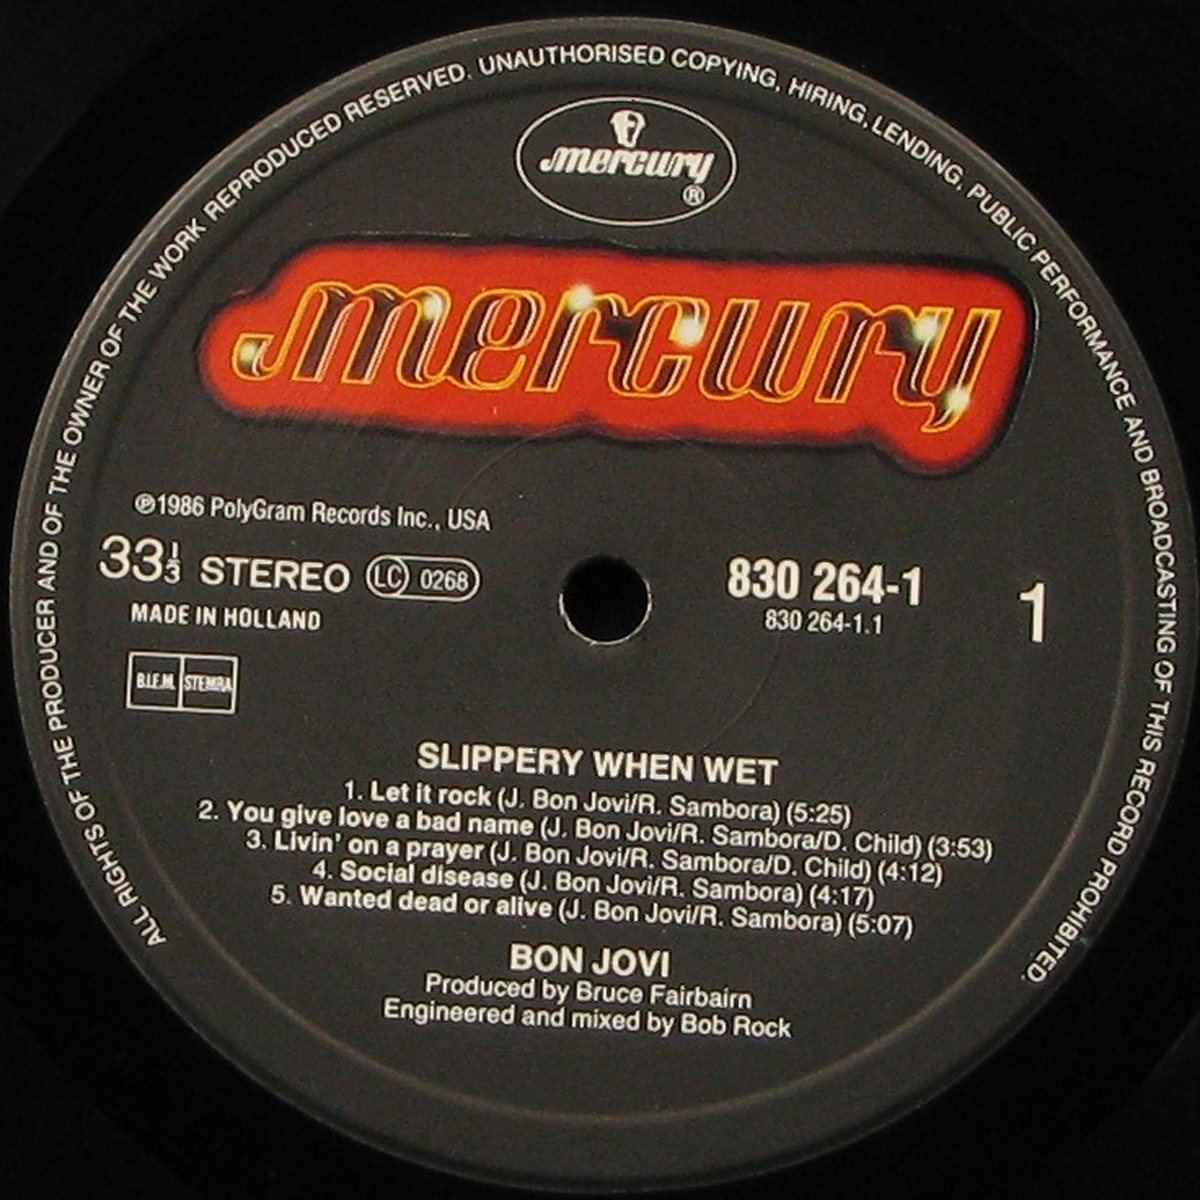 ALL RIGHTS OF THE PRODUCER AND OF THE OWNER OF THE WORK REPRODUCED RESERVED. UNAUTHORISED COPYING, HIRING, LENDING, PUBLIC PERFORMANCE AND BROADCASTING OF THIS RECORD PROHIBITED.
mercury
®
mercury
℗1986 PolyGram Records Inc., USA
33⅓ STEREO LC 0268
MADE IN HOLLAND
B.I.E.M. STEMRA
830 264-1
830 264-1.1
1
SLIPPERY WHEN WET
1. Let it rock (J. Bon Jovi/R. Sambora) (5:25)
2. You give love a bad name (J. Bon Jovi/R. Sambora/D. Child) (3:53)
3. Livin' on a prayer (J. Bon Jovi/R. Sambora/D. Child) (4:12)
4. Social disease (J. Bon Jovi/R. Sambora) (4:17)
5. Wanted dead or alive (J. Bon Jovi/R. Sambora) (5:07)
BON JOVI
Produced by Bruce Fairbairn
Engineered and mixed by Bob Rock